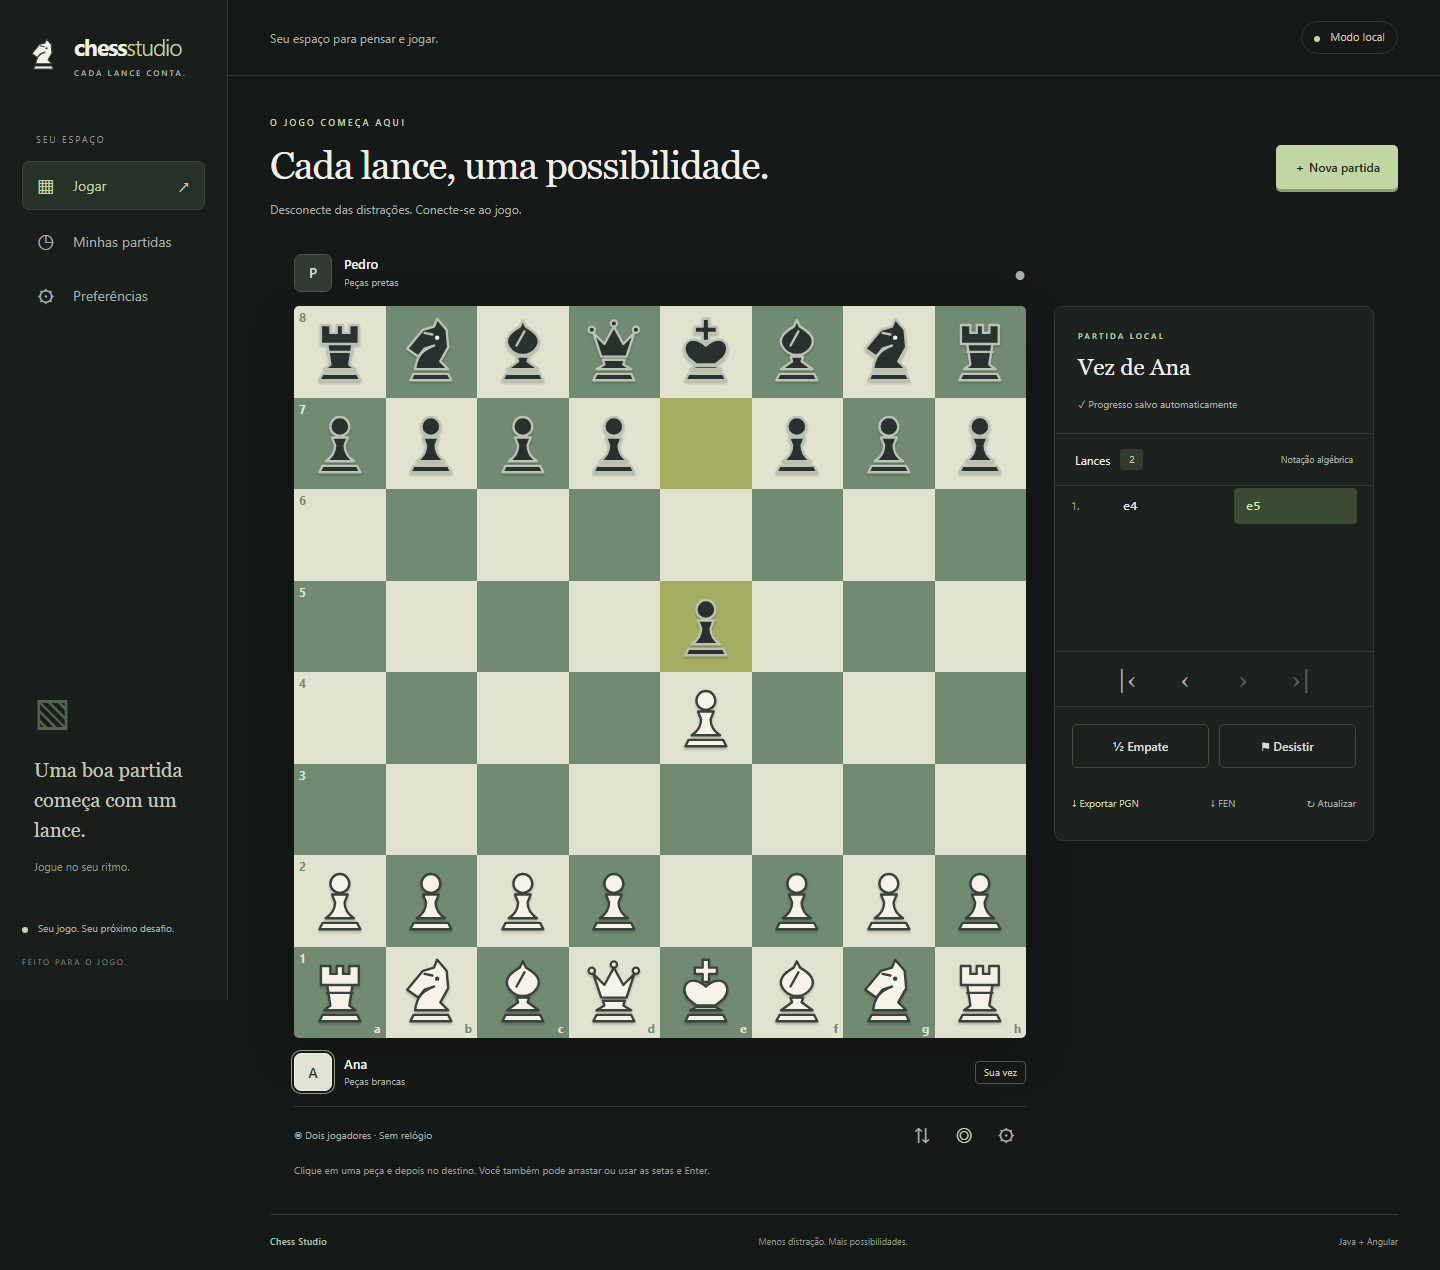 chessstudio
CADA LANCE CONTA.
SEU ESPAÇO
Jogar
Minhas partidas
Preferências
Uma boa partida
começa com um
lance.
Jogue no seu ritmo.
Seu jogo. Seu próximo desafio.
FEITO PARA O JOGO.
Seu espaço para pensar e jogar.
Modo local
O JOGO COMEÇA AQUI
Cada lance, uma possibilidade.
Desconecte das distrações. Conecte-se ao jogo.
+ Nova partida
P
Pedro
Peças pretas
8
7
6
5
4
3
2
1
a b c d e f g h
A
Ana
Peças brancas
Sua vez
Dois jogadores · Sem relógio
Clique em uma peça e depois no destino. Você também pode arrastar ou usar as setas e Enter.
PARTIDA LOCAL
Vez de Ana
✓ Progresso salvo automaticamente
Lances 2 Notação algébrica
1. e4 e5
½ Empate
⚑ Desistir
↓ Exportar PGN
↓ FEN
↻ Atualizar
Chess Studio
Menos distração. Mais possibilidades.
Java + Angular